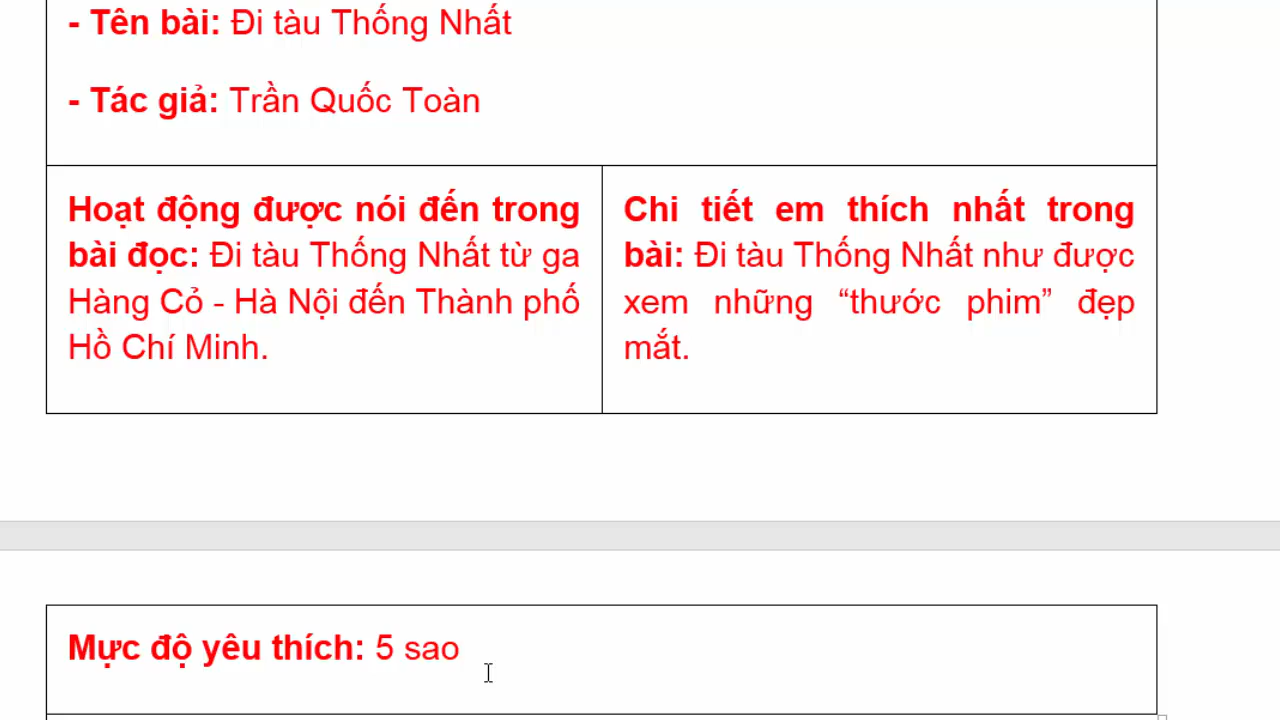 - Tên bài: Đi tàu Thống Nhất
- Tác giả: Trần Quốc Toàn
Hoạt động được nói đến trong
bài đọc: Đi tàu Thống Nhất từ ga
Hàng Cỏ - Hà Nội đến Thành phố
Hồ Chí Minh.
Chi tiết em thích nhất trong
bài: Đi tàu Thống Nhất như được
xem những “thước phim” đẹp
mắt.
Mực độ yêu thích: 5 sao